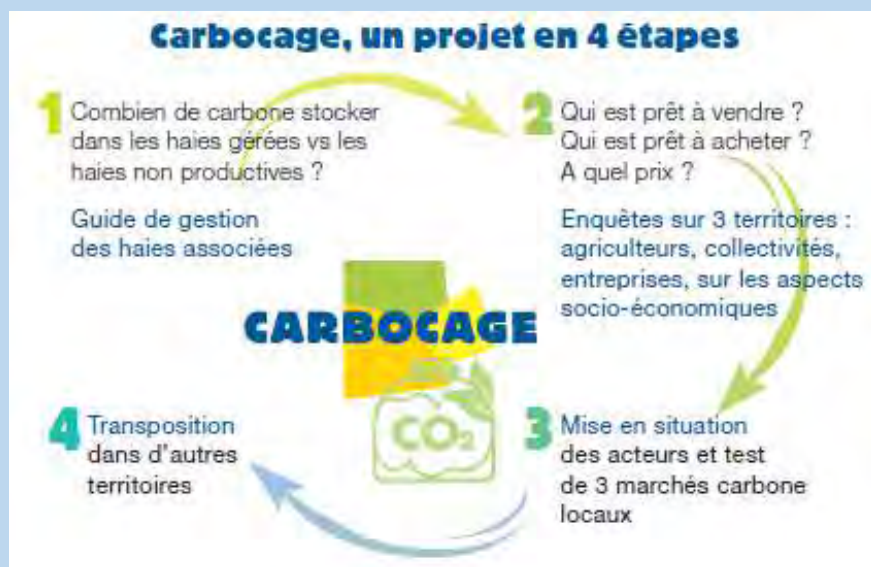 Carbocage, un projet en 4 étapes
1 Combien de carbone stocker
dans les haies gérées vs les
haies non productives ?
Guide de gestion
des haies associées
2 Qui est prêt à vendre ?
Qui est prêt à acheter ?
A quel prix ?
Enquêtes sur 3 territoires :
agriculteurs, collectivités,
entreprises, sur les aspects
socio-économiques
CARBOCAGE
CO2
3 Mise en situation
des acteurs et test
de 3 marchés carbone
locaux
4 Transposition
dans d'autres
territoires